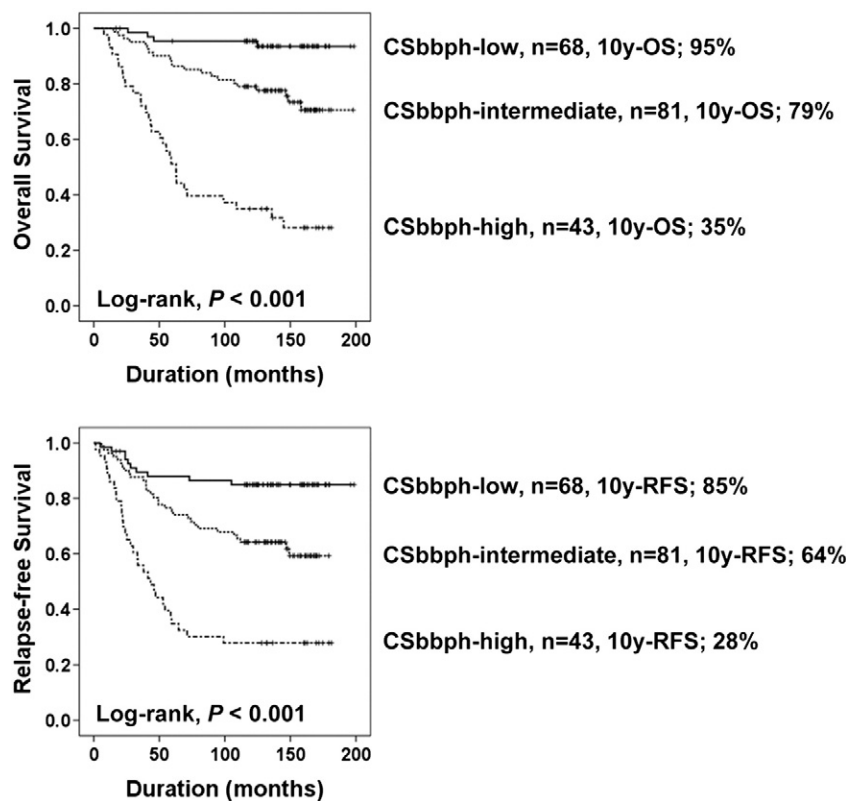 Overall Survival
1.0
0.8
0.6
0.4
0.2
0.0
Log-rank, P < 0.001
0 50 100 150 200
Duration (months)
CSbbph-low, n=68, 10y-OS; 95%
CSbbph-intermediate, n=81, 10y-OS; 79%
CSbbph-high, n=43, 10y-OS; 35%
Relapse-free Survival
1.0
0.8
0.6
0.4
0.2
0.0
Log-rank, P < 0.001
0 50 100 150 200
Duration (months)
CSbbph-low, n=68, 10y-RFS; 85%
CSbbph-intermediate, n=81, 10y-RFS; 64%
CSbbph-high, n=43, 10y-RFS; 28%